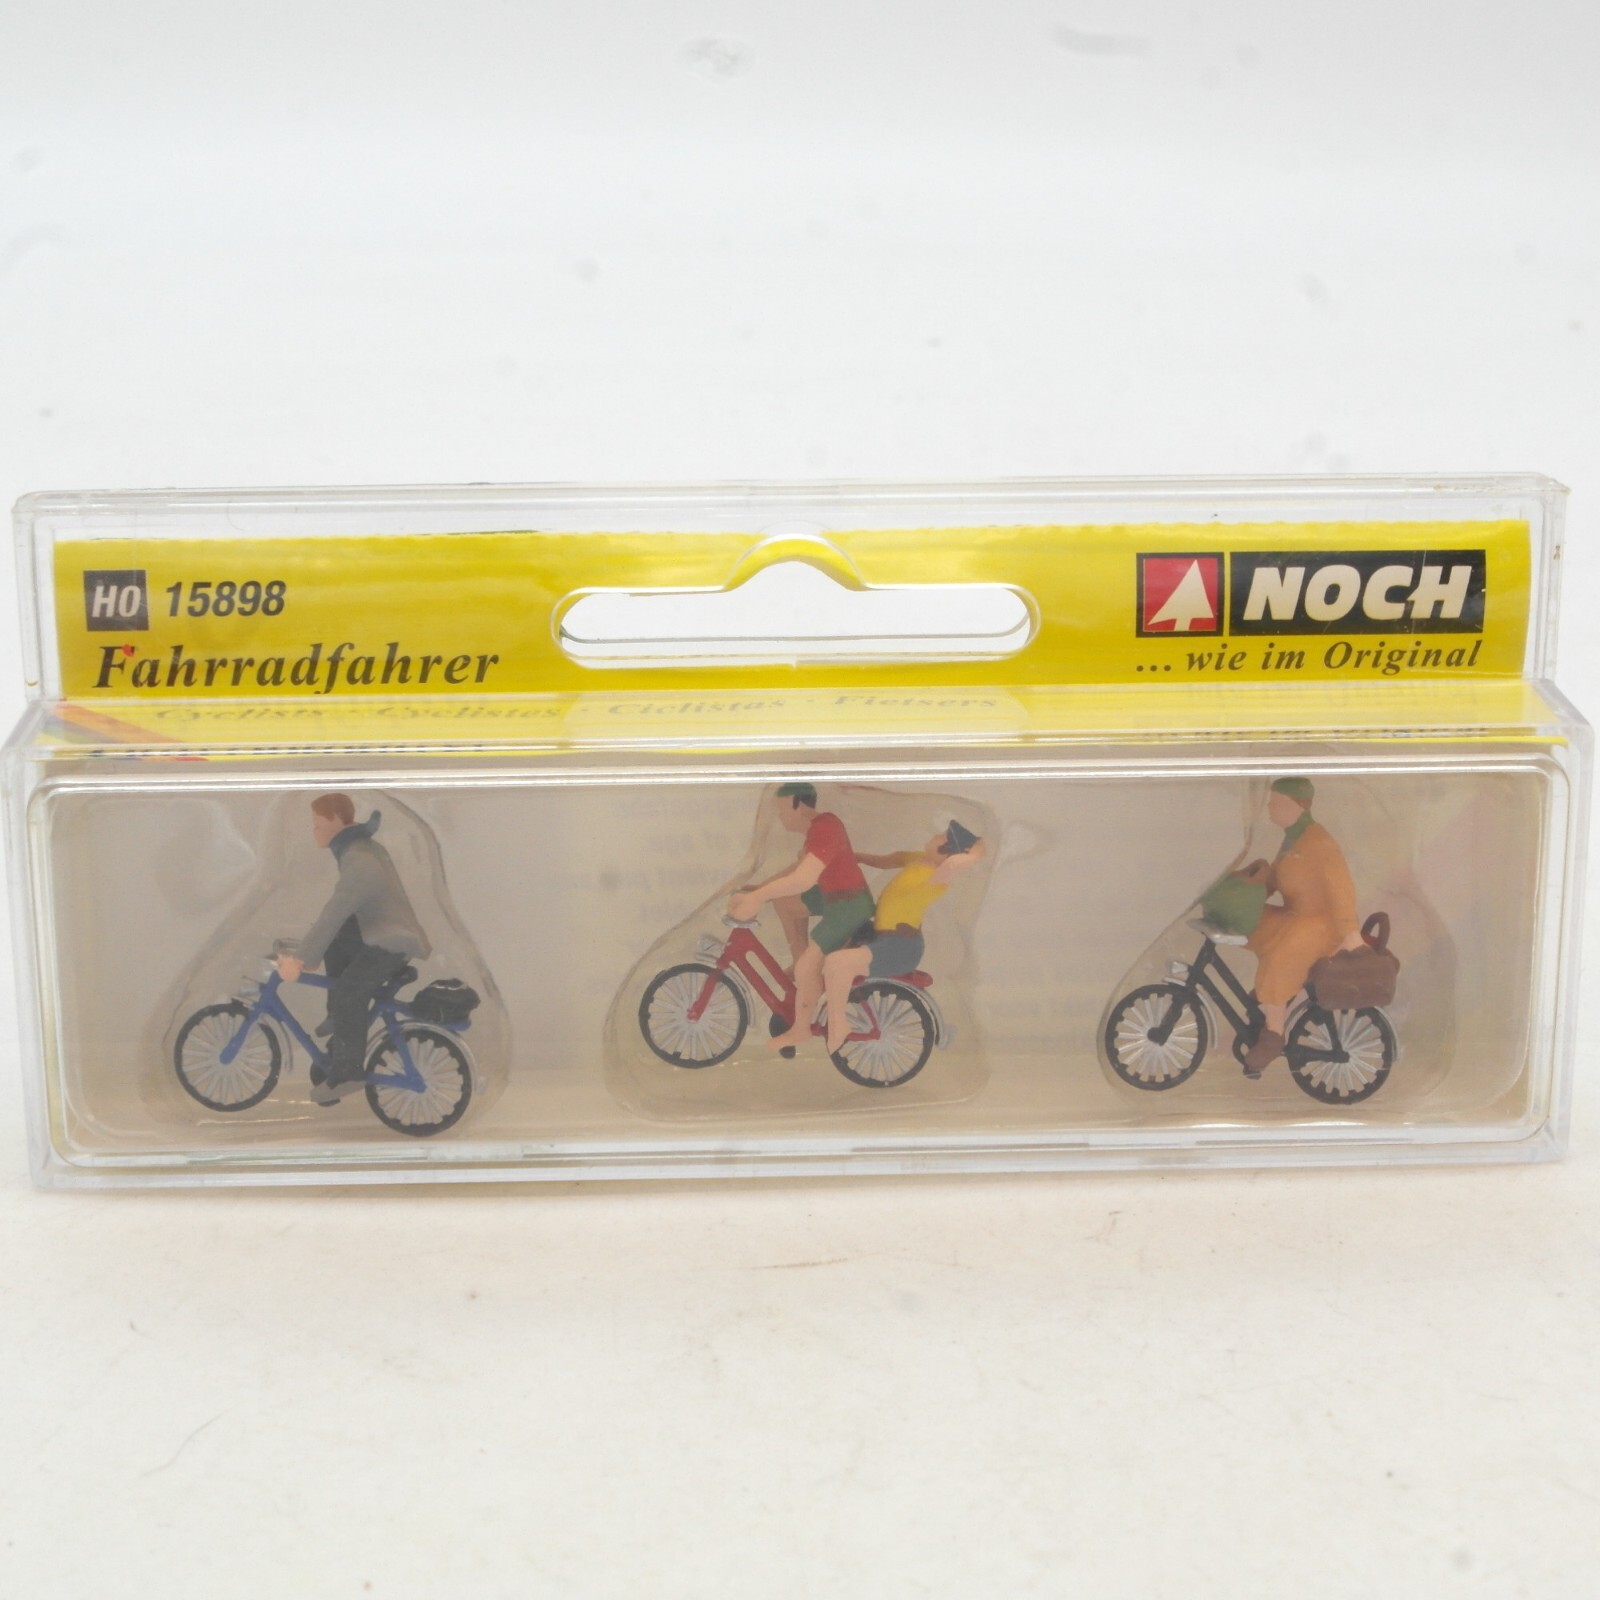 HO 15898
NOCH
Fahrradfahrer
... wie im Original
Cyclists · Cyclistes · Ciclistas · Fietsers